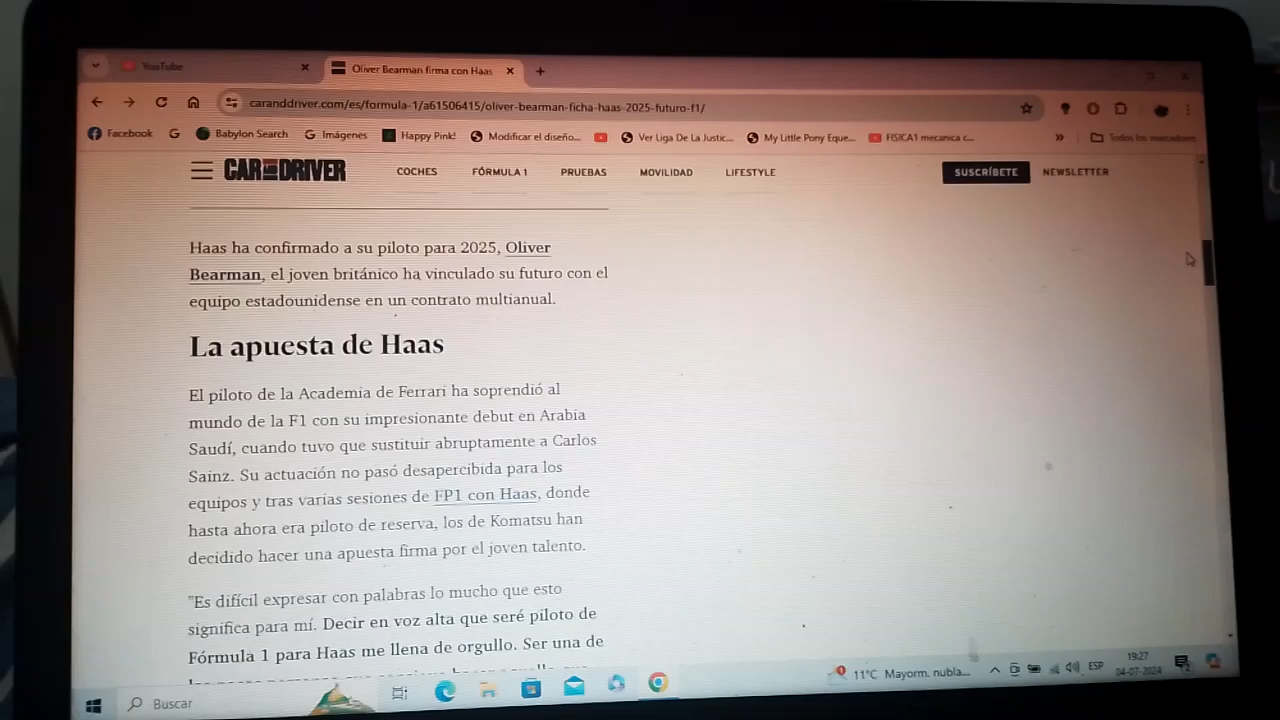 YouTube
Oliver Bearman firma con Haas
caranddriver.com/es/formula-1/a61506415/oliver-bearman-ficha-haas-2025-futuro-f1/
Facebook
Babylon Search
Imágenes
Happy Pink!
Modificar el diseño...
Ver Liga De La Justic...
My Little Pony Eque...
FISICA1 mecanica c...
Todos los marcadores
CAR AND DRIVER
COCHES
FÓRMULA 1
PRUEBAS
MOVILIDAD
LIFESTYLE
SUSCRÍBETE
NEWSLETTER
Haas ha confirmado a su piloto para 2025, Oliver
Bearman, el joven británico ha vinculado su futuro con el
equipo estadounidense en un contrato multianual.
La apuesta de Haas
El piloto de la Academia de Ferrari ha soprendió al
mundo de la F1 con su impresionante debut en Arabia
Saudí, cuando tuvo que sustituir abruptamente a Carlos
Sainz. Su actuación no pasó desapercibida para los
equipos y tras varias sesiones de FP1 con Haas, donde
hasta ahora era piloto de reserva, los de Komatsu han
decidido hacer una apuesta firma por el joven talento.
"Es difícil expresar con palabras lo mucho que esto
significa para mí. Decir en voz alta que seré piloto de
Fórmula 1 para Haas me llena de orgullo. Ser una de
Buscar
11°C Mayorm. nubla...
ESP
19:27
04-07-2024